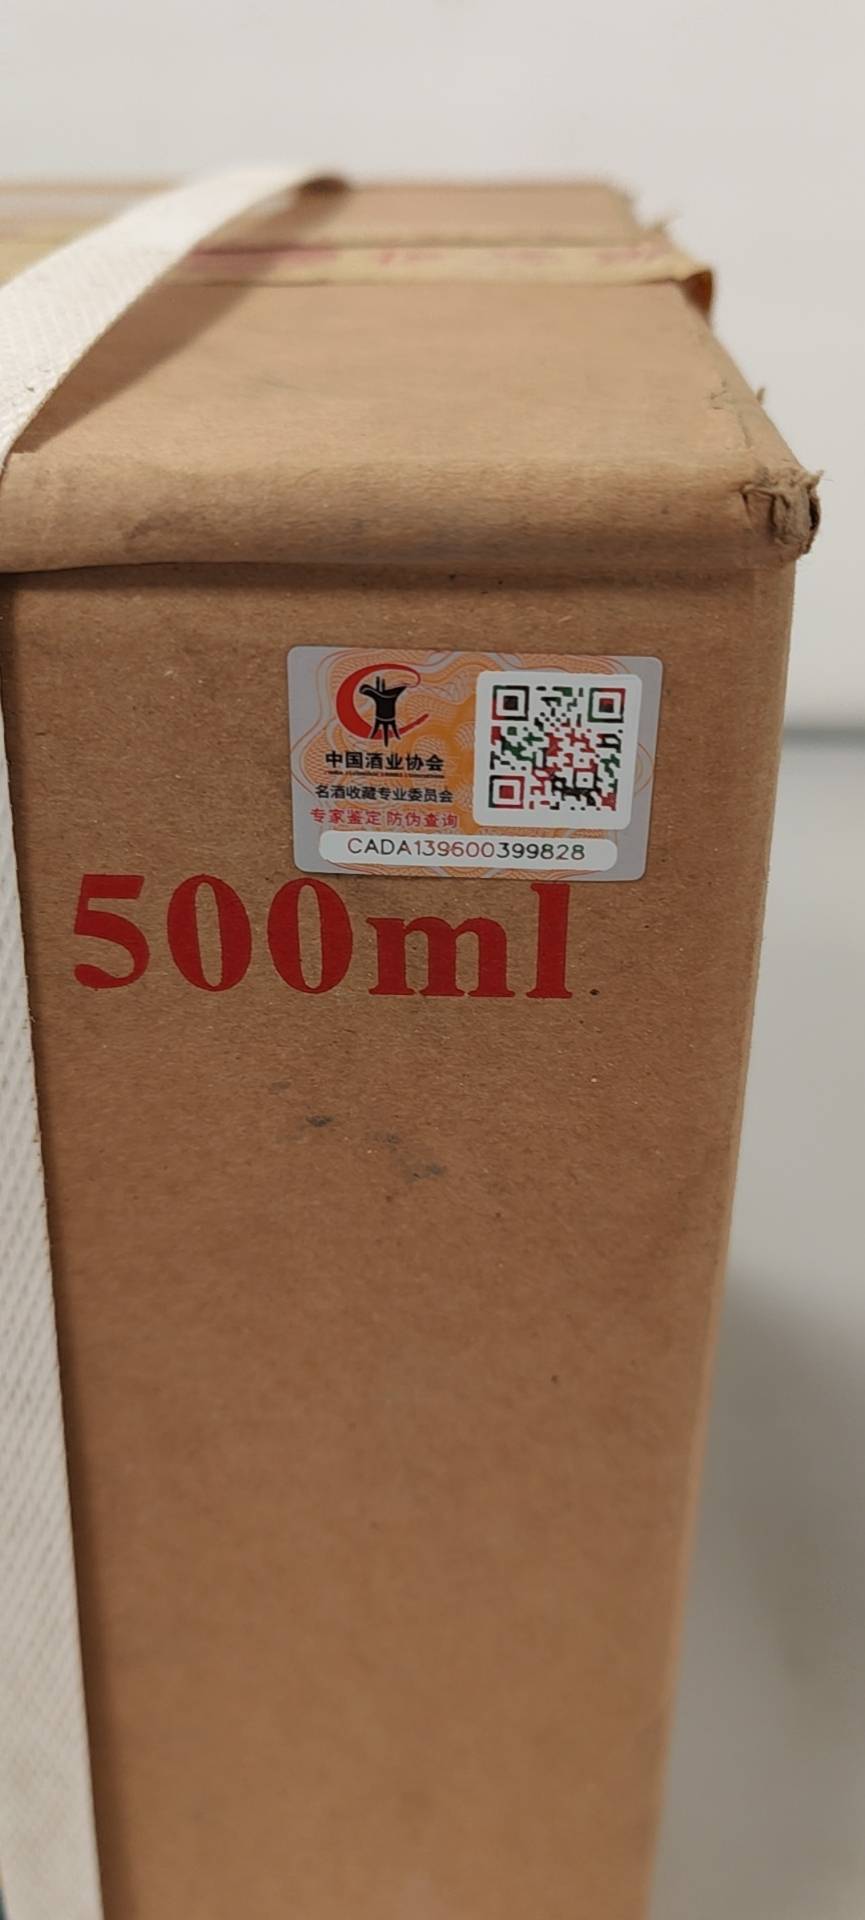 中国酒业协会
名酒收藏专业委员会
专家鉴定 防伪查询
CADA139600399828
500ml